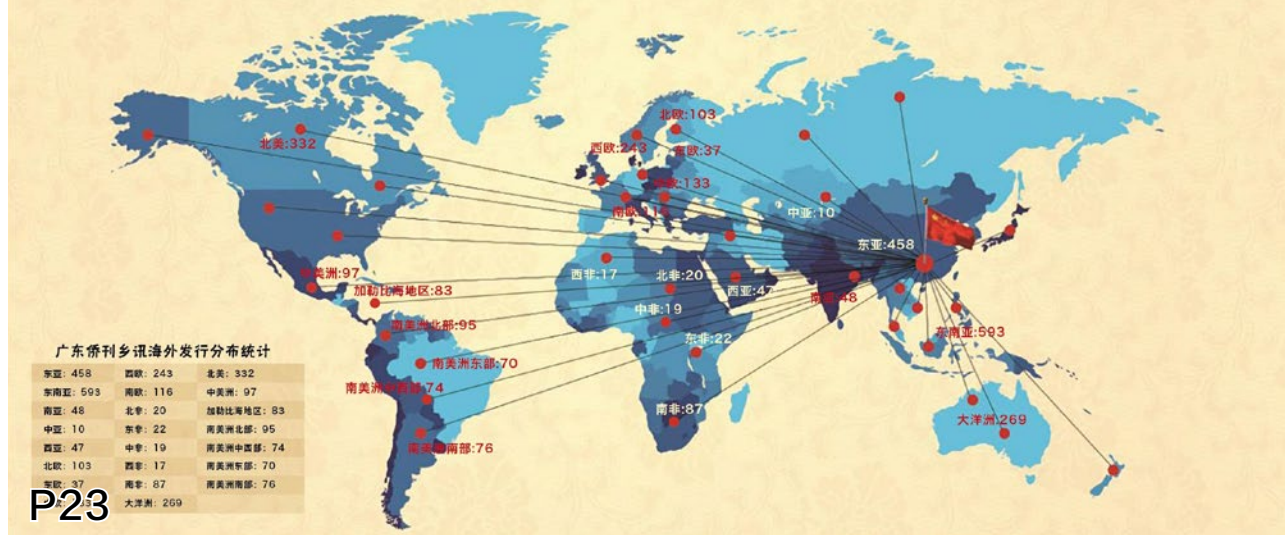 北欧:103
西欧:243
东欧:37
北美:332
133
南欧:116
中亚:10
东亚:458
美洲:97
西非:17
北非:20
西亚:47
南亚:48
加勒比海地区:83
中非:19
南美洲北部:95
东非:22
东南亚:593
南美洲东部:70
南美洲中西部:74
南非:87
大洋洲:269
南美洲南部:76
广东侨刊乡讯海外发行分布统计
东亚: 458 西欧: 243 北美: 332
东南亚: 593 南欧: 116 中美洲: 97
南亚: 48 北非: 20 加勒比海地区: 83
中亚: 10 东非: 22 南美洲北部: 95
西亚: 47 中非: 19 南美洲中西部: 74
北欧: 103 西非: 17 南美洲东部: 70
东欧: 37 南非: 87 南美洲南部: 76
大洋洲: 269
P23